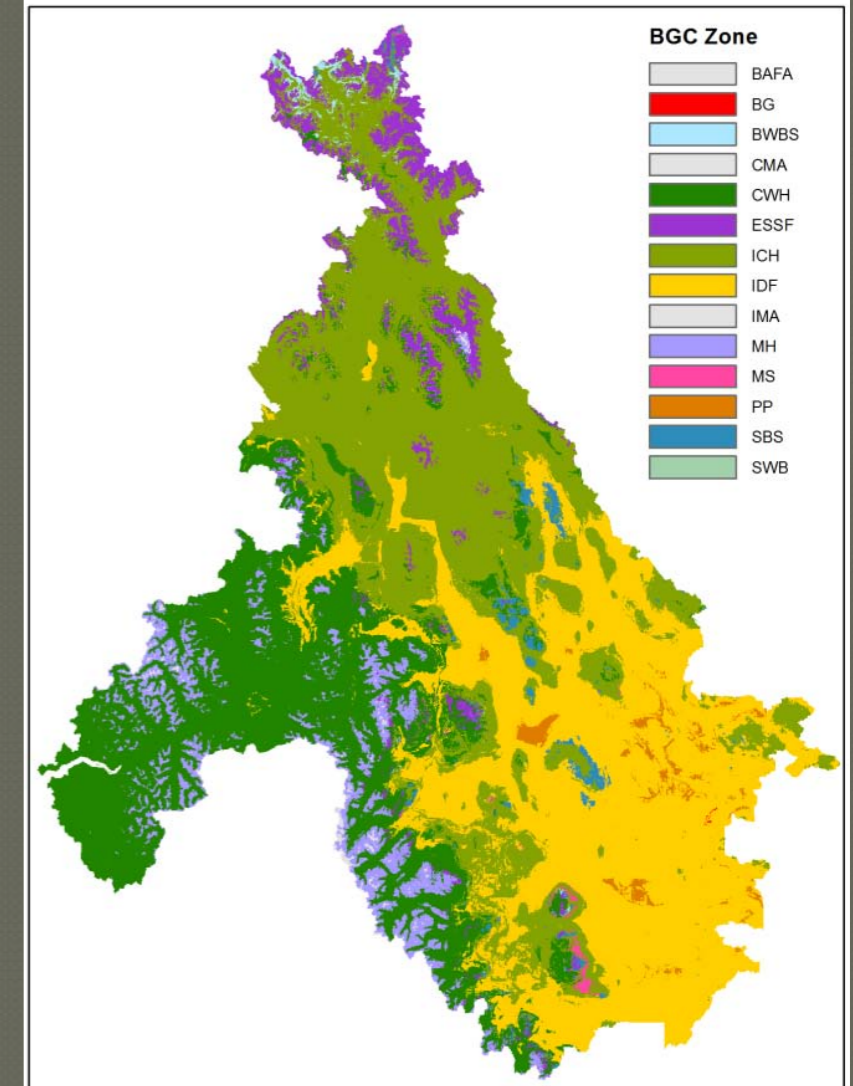 BGC Zone
BAFA
BG
BWBS
CMA
CWH
ESSF
ICH
IDF
IMA
MH
MS
PP
SBS
SWB